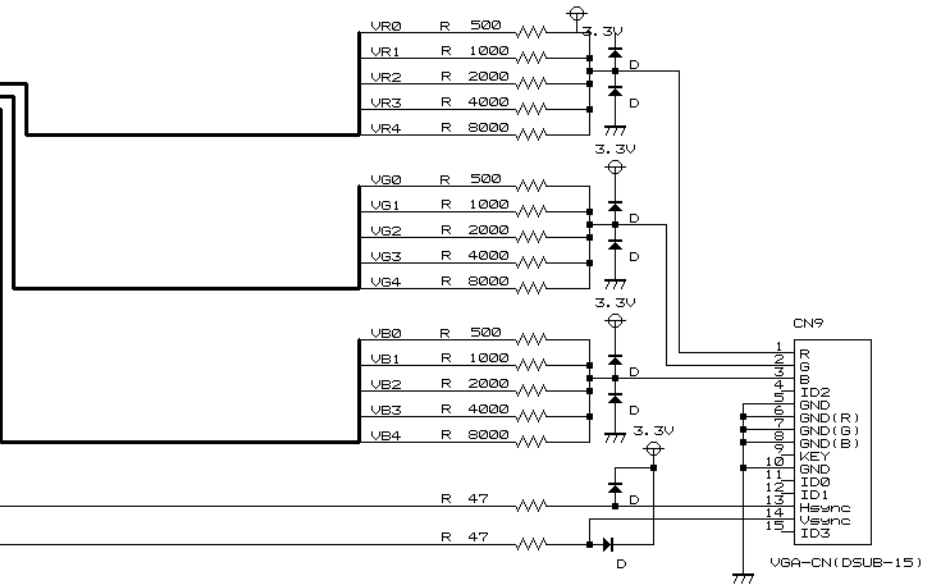 VR0 R 500
3.3V
VR1 R 1000
D
VR2 R 2000
VR3 R 4000
D
VR4 R 8000
3.3V
VG0 R 500
VG1 R 1000
D
VG2 R 2000
VG3 R 4000
D
VG4 R 8000
3.3V
CN9
VB0 R 500
1 R
VB1 R 1000
2 G
D
3 B
VB2 R 2000
4 ID2
VB3 R 4000
D
5 GND
6 GND(R)
VB4 R 8000
3.3V
7 GND(G)
8 GND(B)
9 KEY
10 GND
11 ID0
12 ID1
R 47
D
13 Hsync
14 Vsync
15 ID3
R 47
D
VGA-CN(DSUB-15)